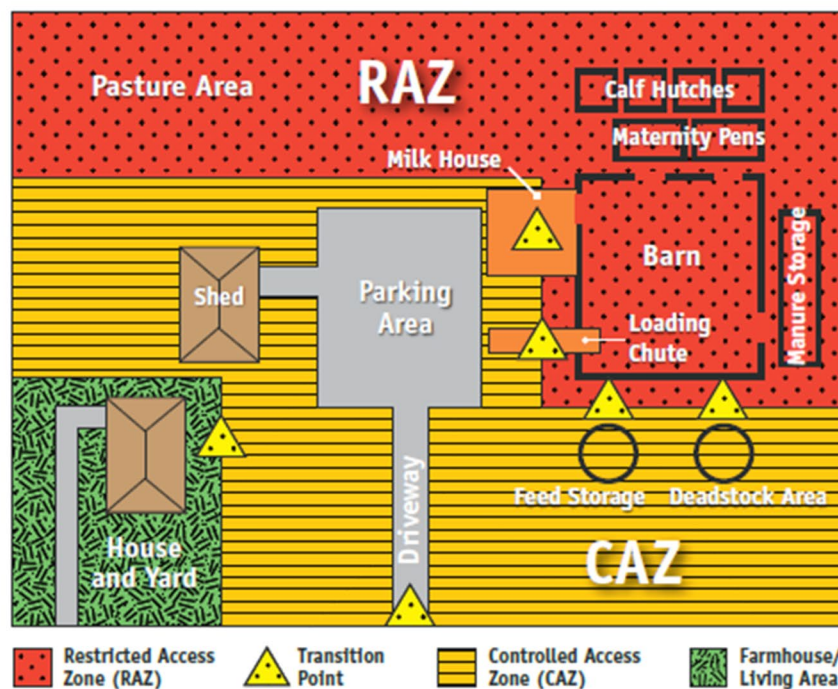 Pasture Area
RAZ
Calf Hutches
Maternity Pens
Milk House
Barn
Manure Storage
Shed
Parking
Area
Loading
Chute
Driveway
Feed Storage
Deadstock Area
House
and Yard
CAZ
Restricted Access
Zone (RAZ)
Transition
Point
Controlled Access
Zone (CAZ)
Farmhouse/
Living Area